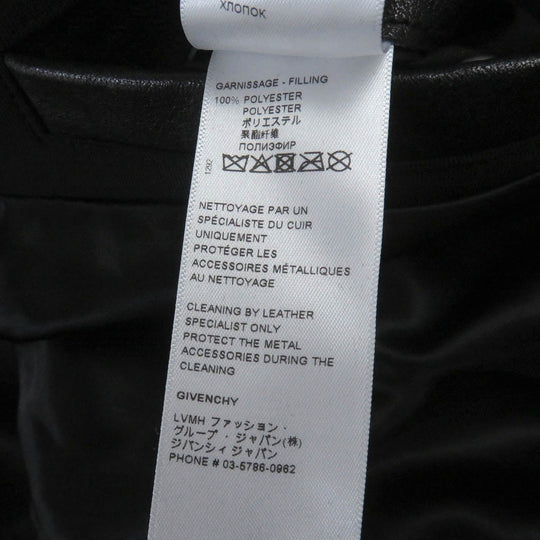 хлопок
GARNISSAGE - FILLING
100% POLYESTER
POLYESTER
ポリエステル
聚酯纤维
ПОЛИЭФИР
1292
NETTOYAGE PAR UN
SPÉCIALISTE DU CUIR
UNIQUEMENT
PROTÉGER LES
ACCESSOIRES MÉTALLIQUES
AU NETTOYAGE
CLEANING BY LEATHER
SPECIALIST ONLY
PROTECT THE METAL
ACCESSORIES DURING THE
CLEANING
GIVENCHY
LVMH ファッション・
グループ・ジャパン(株)
ジバンシィ ジャパン
PHONE # 03-5786-0962